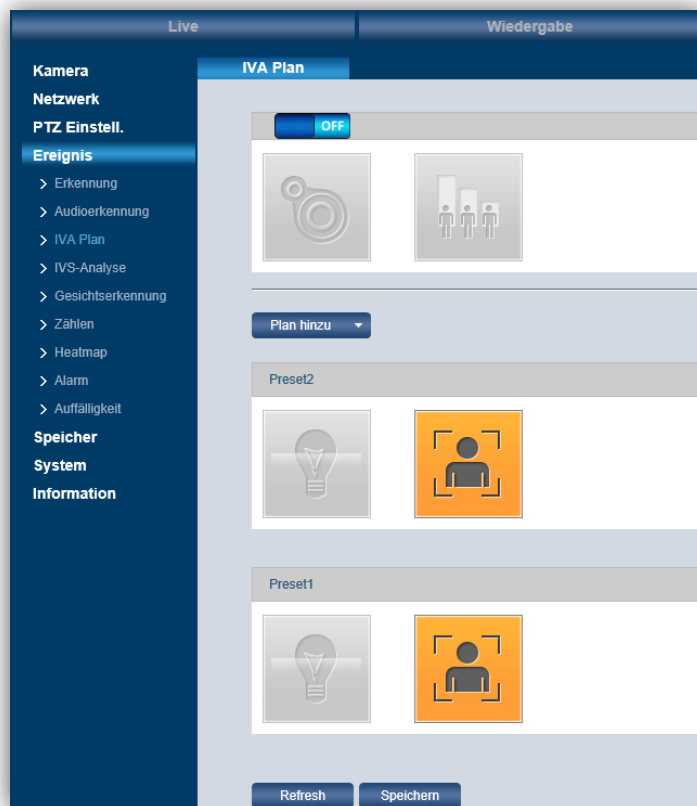 Live
Wiedergabe
Kamera
Netzwerk
PTZ Einstell.
Ereignis
Erkennung
Audioerkennung
IVA Plan
IVS-Analyse
Gesichtserkennung
Zählen
Heatmap
Alarm
Auffälligkeit
Speicher
System
Information
IVA Plan
OFF
Plan hinzu
Preset2
Preset1
Refresh
Speichern